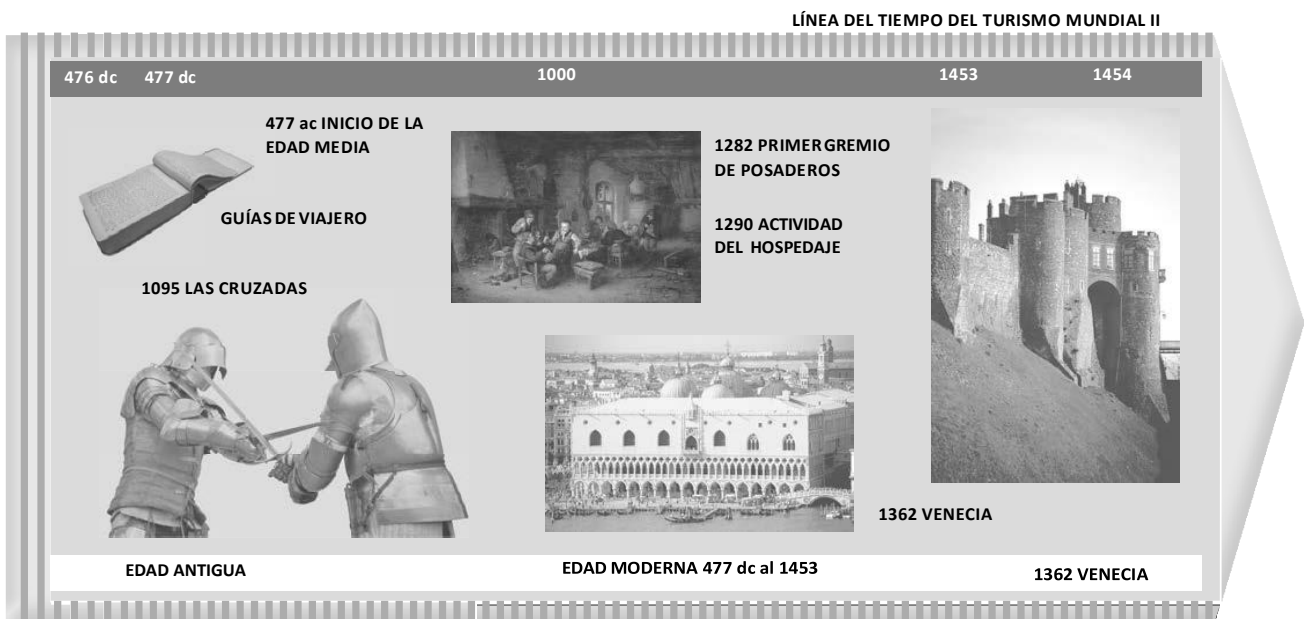 LÍNEA DEL TIEMPO DEL TURISMO MUNDIAL II
476 dc 477 dc 1000 1453 1454
477 ac INICIO DE LA
EDAD MEDIA
GUÍAS DE VIAJERO
1095 LAS CRUZADAS
1282 PRIMER GREMIO
DE POSADEROS
1290 ACTIVIDAD
DEL HOSPEDAJE
1362 VENECIA
EDAD ANTIGUA
EDAD MODERNA 477 dc al 1453
1362 VENECIA